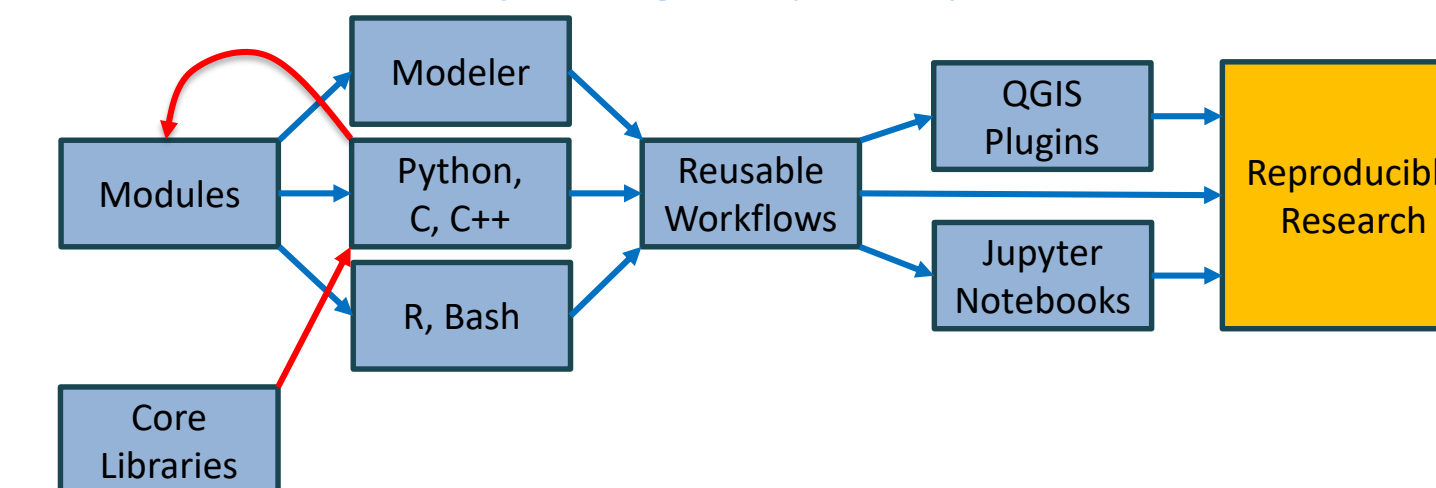 Modeler
Modules
Python,
C, C++
R, Bash
Core
Libraries
Reusable
Workflows
QGIS
Plugins
Jupyter
Notebooks
Research